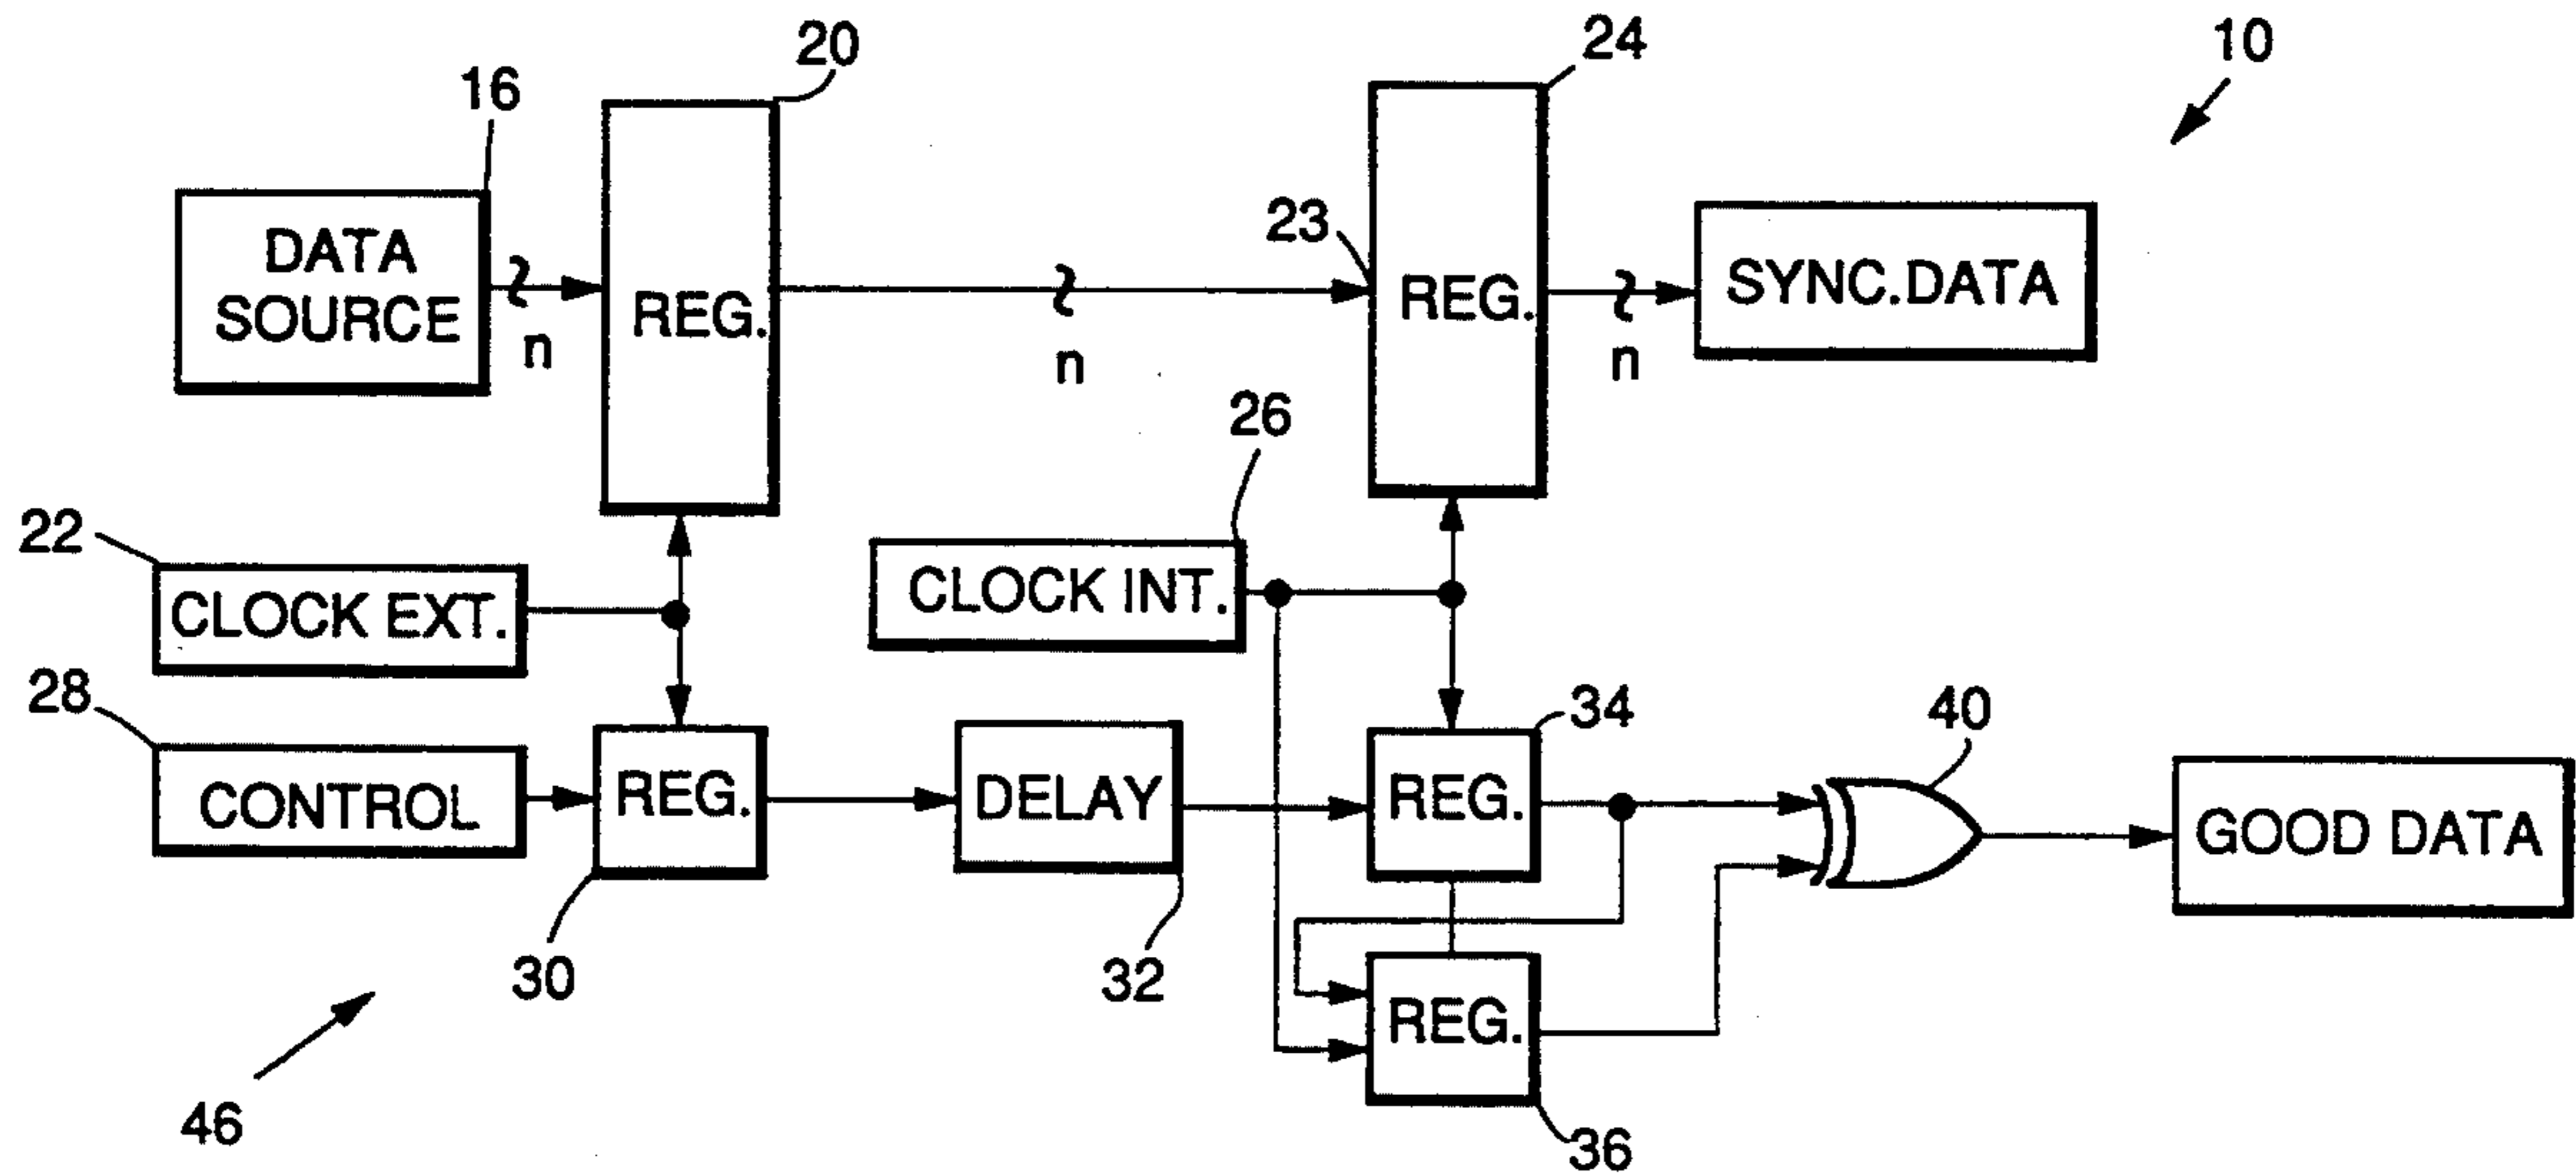 20
24
10
16
DATA
SOURCE
n
REG.
n
23
REG.
n
SYNC.DATA
26
22
CLOCK EXT.
CLOCK INT.
28
CONTROL
REG.
30
DELAY
32
34
REG.
40
GOOD DATA
REG.
36
46